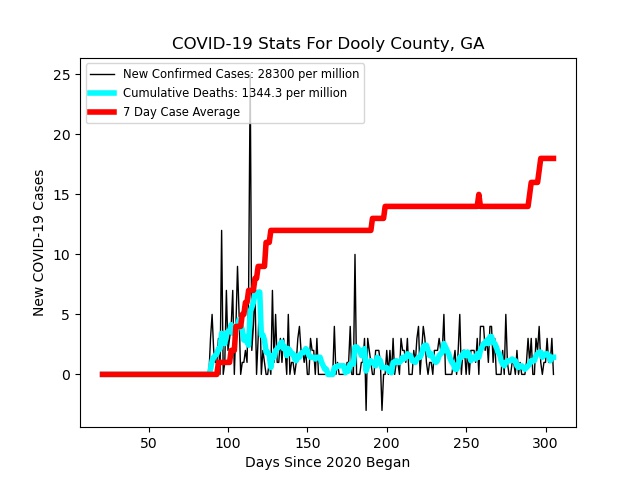 COVID-19 Stats For Dooly County, GA
New Confirmed Cases: 28300 per million
Cumulative Deaths: 1344.3 per million
7 Day Case Average
25
20
15
10
5
0
New COVID-19 Cases
50 100 150 200 250 300
Days Since 2020 Began